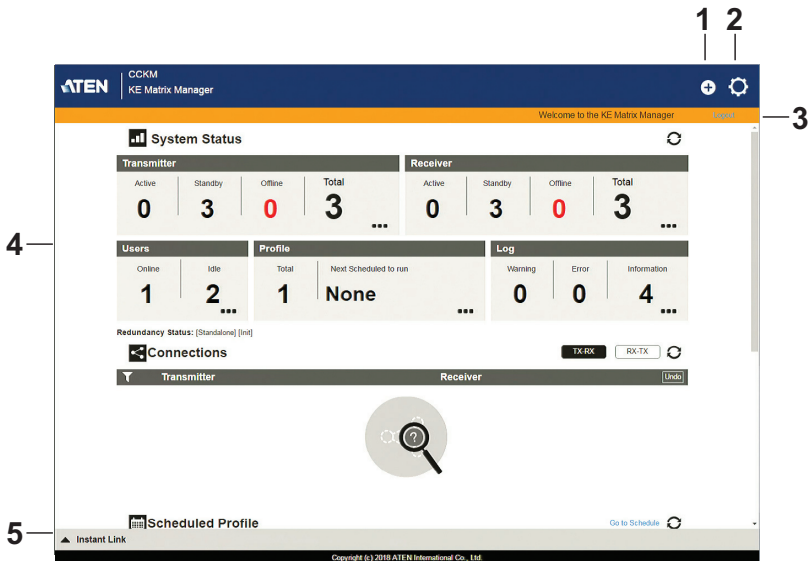 1 2
ATEN
CCKM
KE Matrix Manager
Welcome to the KE Matrix Manager Logout
3
System Status
Transmitter
Active Standby Offline Total
0 3 0 3
...
Receiver
Active Standby Offline Total
0 3 0 3
...
4
Users
Online Idle
1 2
...
Profile
Total Next Scheduled to run
1 None
...
Log
Warning Error Information
0 0 4
...
Redundancy Status: [Standalone] [Init]
Connections TX-RX RX-TX
Transmitter Receiver Undo
?
Scheduled Profile Go to Schedule
5
Instant Link
Copyright (c) 2018 ATEN International Co., Ltd.